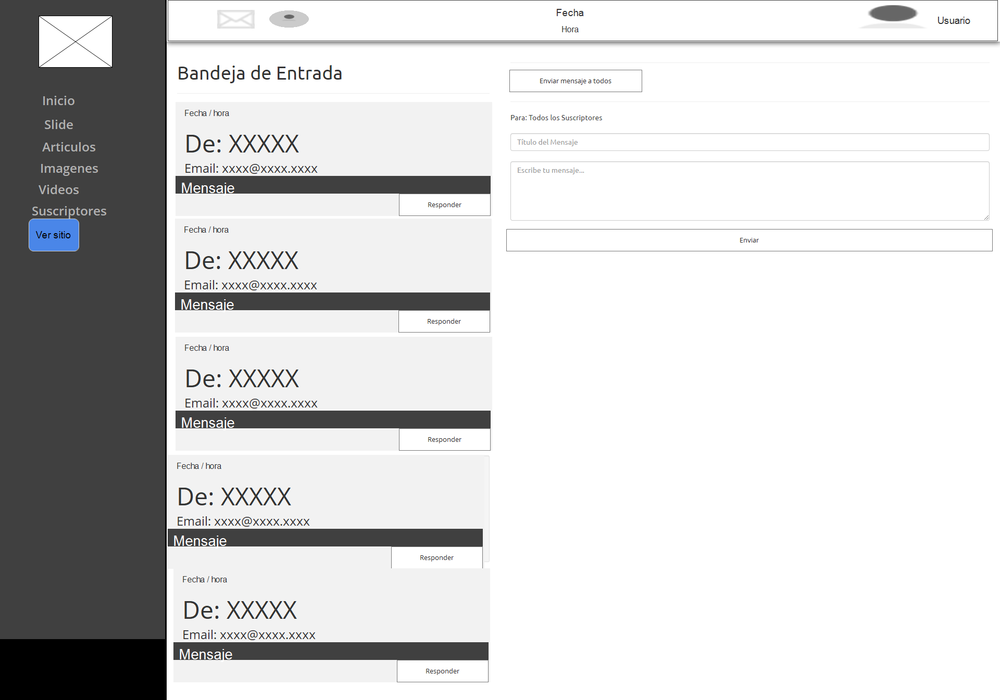 Inicio
Slide
Articulos
Imagenes
Videos
Suscriptores
Ver sitio
Fecha
Hora
Usuario
Bandeja de Entrada
Fecha / hora
De: XXXXX
Email: xxxx@xxxx.xxxx
Mensaje
Responder
Fecha / hora
De: XXXXX
Email: xxxx@xxxx.xxxx
Mensaje
Responder
Fecha / hora
De: XXXXX
Email: xxxx@xxxx.xxxx
Mensaje
Responder
Fecha / hora
De: XXXXX
Email: xxxx@xxxx.xxxx
Mensaje
Responder
Fecha / hora
De: XXXXX
Email: xxxx@xxxx.xxxx
Mensaje
Responder
Enviar mensaje a todos
Para: Todos los Suscriptores
Título del Mensaje
Escribe tu mensaje...
Enviar